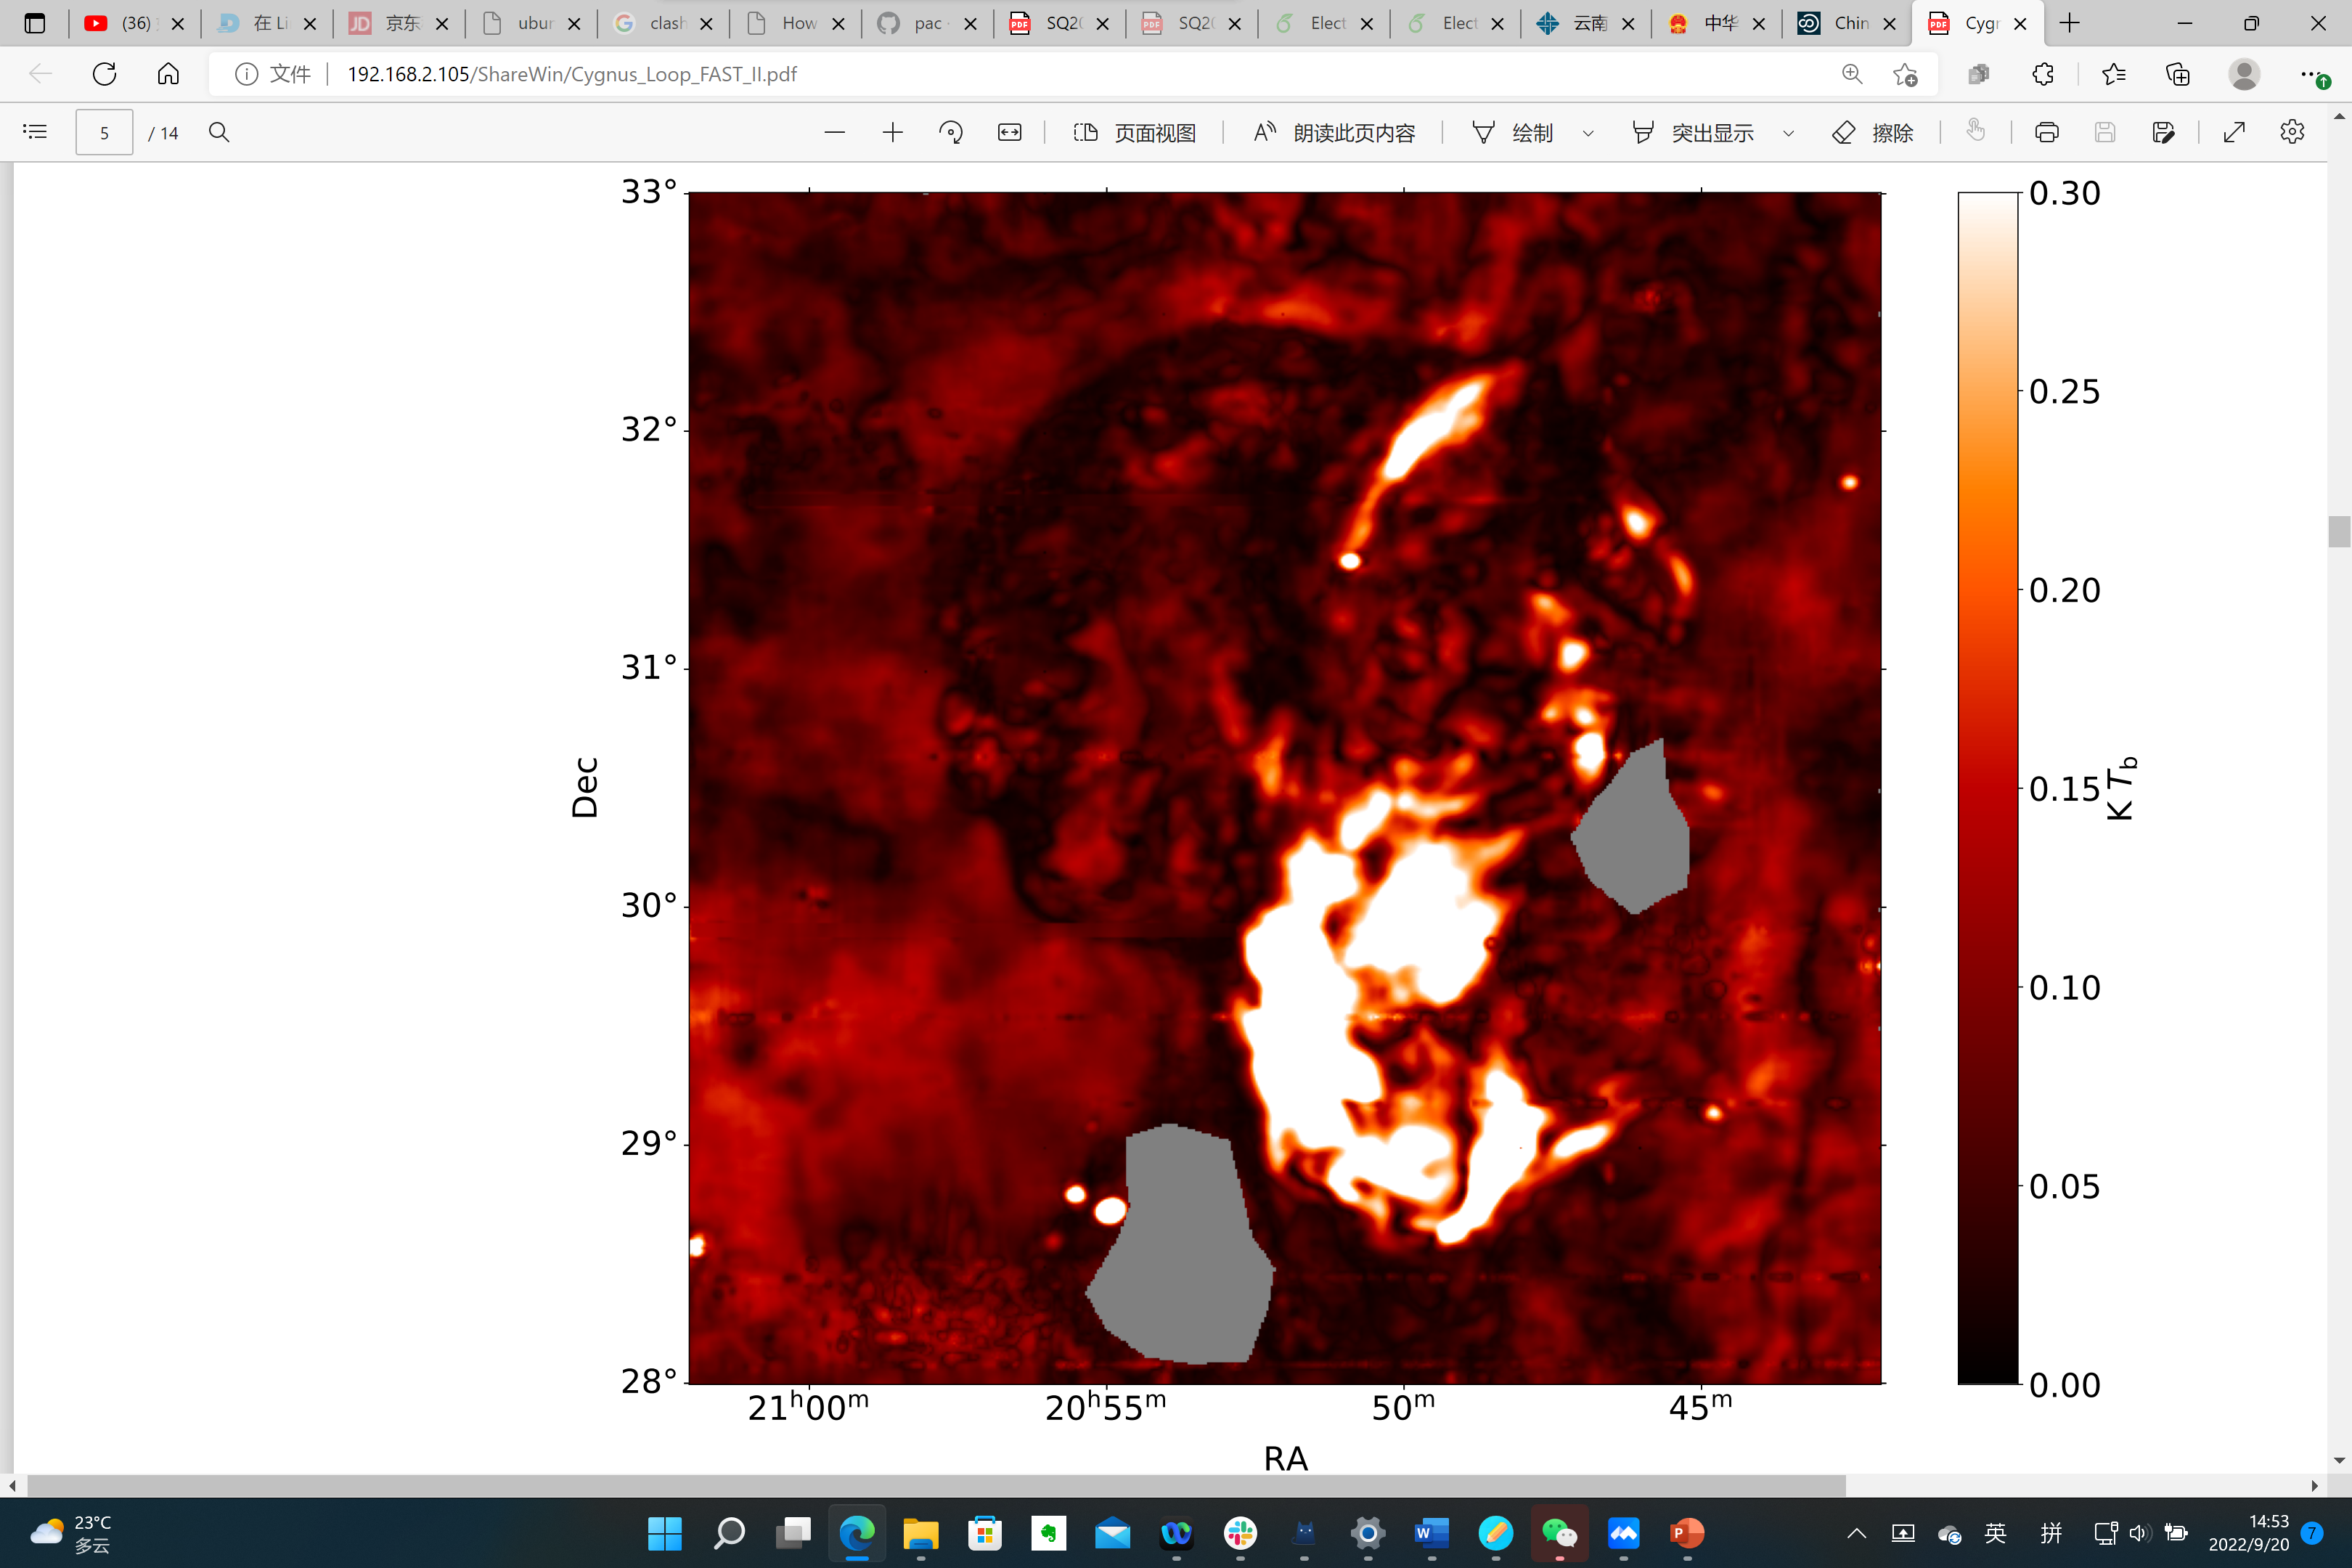 (36)
在 Li
京东
ubur
clash
How
pac
SQ20
SQ20
Elect
Elect
云南
中华
Chin
Cygn
文件
192.168.2.105/ShareWin/Cygnus_Loop_FAST_II.pdf
5 / 14
页面视图
朗读此页内容
绘制
突出显示
擦除
33°
32°
31°
30°
29°
28°
Dec
21ʰ00ᵐ
20ʰ55ᵐ
50ᵐ
45ᵐ
RA
0.30
0.25
0.20
0.15
0.10
0.05
0.00
K T_b
23°C
多云
英
拼
14:53
2022/9/20
7